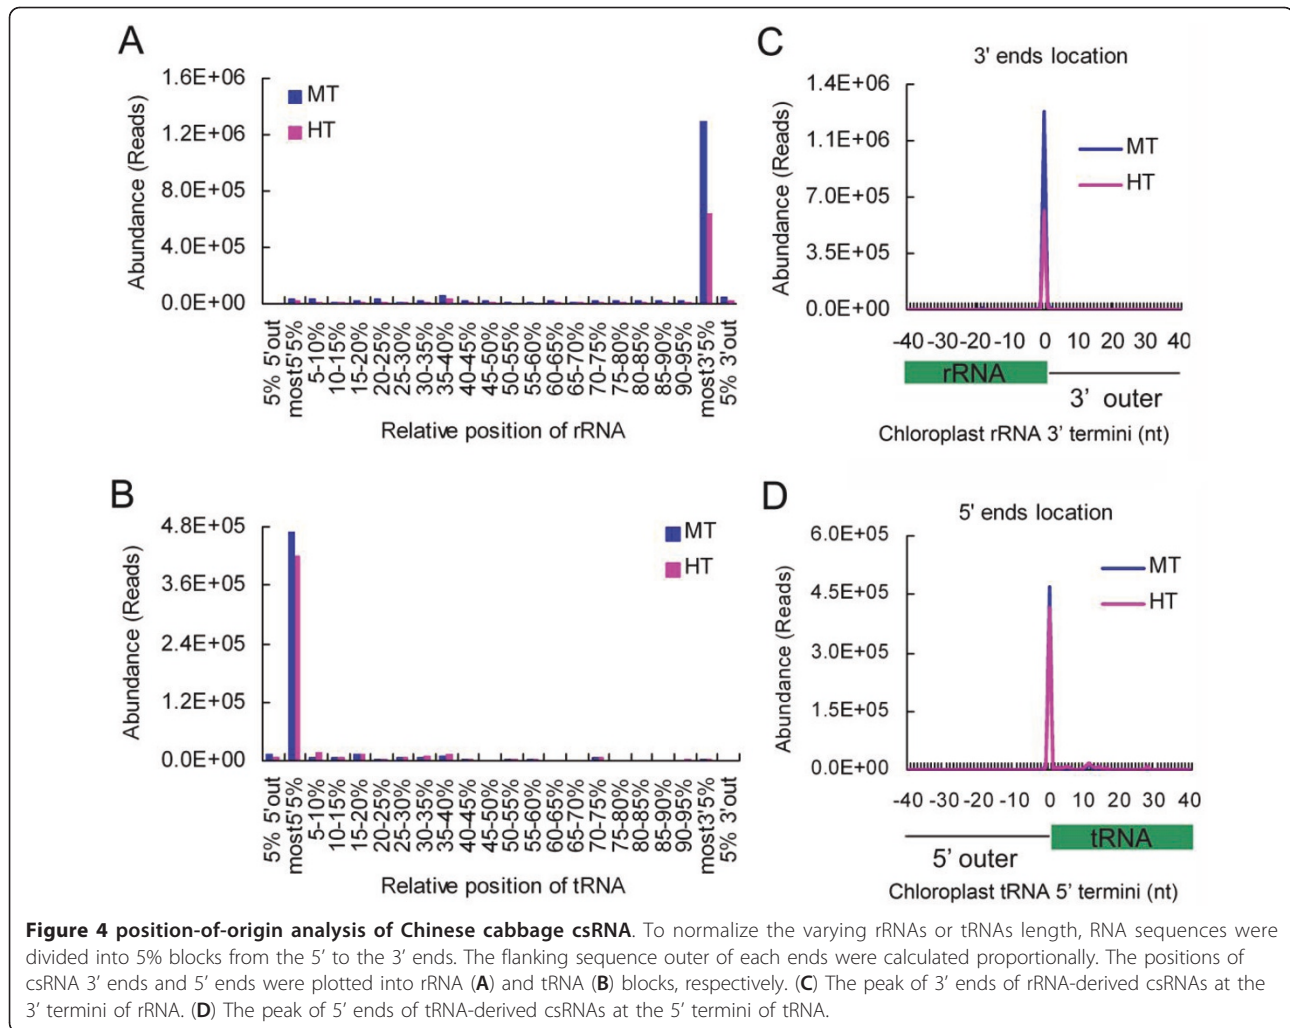 A
1.6E+06
1.2E+06
8.0E+05
4.0E+05
0.0E+00
Abundance (Reads)
MT
HT
5% 5'out
most5'5%
5-10%
10-15%
15-20%
20-25%
25-30%
30-35%
35-40%
40-45%
45-50%
50-55%
55-60%
60-65%
65-70%
70-75%
75-80%
80-85%
85-90%
90-95%
most3'5%
5% 3'out
Relative position of rRNA
C
3' ends location
1.4E+06
1.1E+06
7.0E+05
3.5E+05
0.0E+00
Abundance (Reads)
MT
HT
-40 -30 -20 -10 0 10 20 30 40
rRNA
3' outer
Chloroplast rRNA 3' termini (nt)
B
4.8E+05
3.6E+05
2.4E+05
1.2E+05
0.0E+00
Abundance (Reads)
MT
HT
5% 5'out
most5'5%
5-10%
10-15%
15-20%
20-25%
25-30%
30-35%
35-40%
40-45%
45-50%
50-55%
55-60%
60-65%
65-70%
70-75%
75-80%
80-85%
85-90%
90-95%
most3'5%
5% 3'out
Relative position of tRNA
D
5' ends location
6.0E+05
4.5E+05
3.0E+05
1.5E+05
0.0E+00
Abundance (Reads)
MT
HT
-40 -30 -20 -10 0 10 20 30 40
tRNA
5' outer
Chloroplast tRNA 5' termini (nt)
Figure 4 position-of-origin analysis of Chinese cabbage csRNA. To normalize the varying rRNAs or tRNAs length, RNA sequences were
divided into 5% blocks from the 5' to the 3' ends. The flanking sequence outer of each ends were calculated proportionally. The positions of
csRNA 3' ends and 5' ends were plotted into rRNA (A) and tRNA (B) blocks, respectively. (C) The peak of 3' ends of rRNA-derived csRNAs at the
3' termini of rRNA. (D) The peak of 5' ends of tRNA-derived csRNAs at the 5' termini of tRNA.